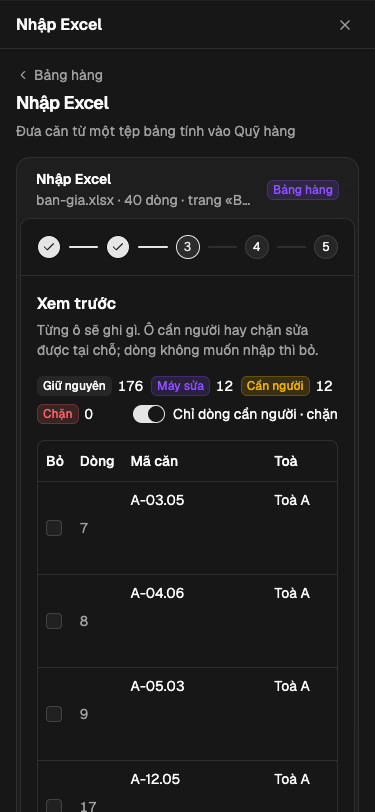 Nhập Excel
Bảng hàng
Nhập Excel
Đưa căn từ một tệp bảng tính vào Quỹ hàng
Nhập Excel
ban-gia.xlsx · 40 dòng · trang «B...
Bảng hàng
3 4 5
Xem trước
Từng ô sẽ ghi gì. Ô cần người hay chặn sửa
được tại chỗ; dòng không muốn nhập thì bỏ.
Giữ nguyên 176 Máy sửa 12 Cần người 12
Chặn 0 Chỉ dòng cần người · chặn
Bỏ Dòng Mã căn Toà
7 A-03.05 Toà A
8 A-04.06 Toà A
9 A-05.03 Toà A
17 A-12.05 Toà A